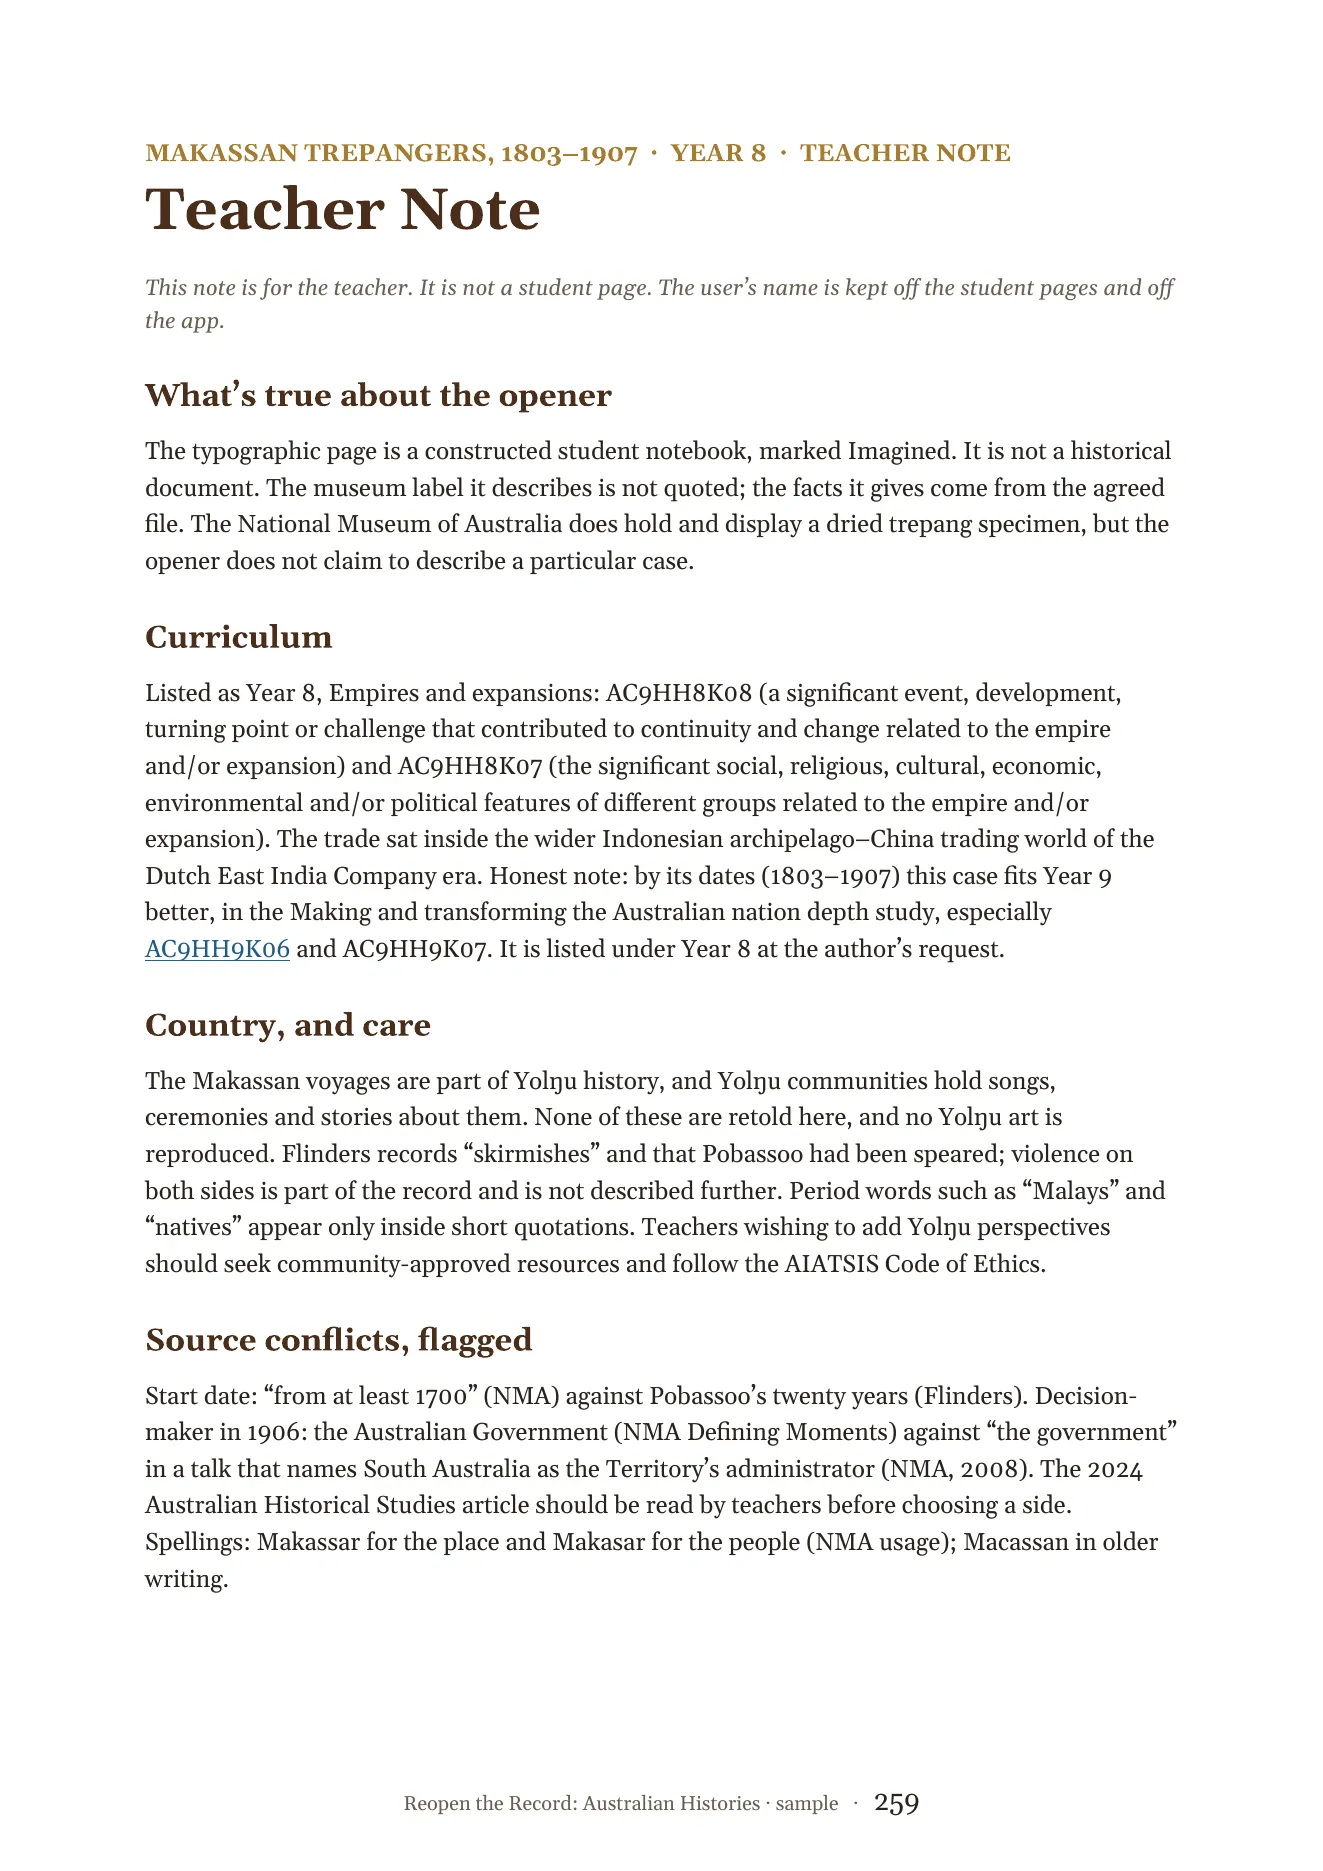 MAKASSAN TREPANGERS, 1803–1907 · YEAR 8 · TEACHER NOTE
Teacher Note
This note is for the teacher. It is not a student page. The user’s name is kept off the student pages and off
the app.
What’s true about the opener
The typographic page is a constructed student notebook, marked Imagined. It is not a historical
document. The museum label it describes is not quoted; the facts it gives come from the agreed
file. The National Museum of Australia does hold and display a dried trepang specimen, but the
opener does not claim to describe a particular case.
Curriculum
Listed as Year 8, Empires and expansions: AC9HH8K08 (a significant event, development,
turning point or challenge that contributed to continuity and change related to the empire
and/or expansion) and AC9HH8K07 (the significant social, religious, cultural, economic,
environmental and/or political features of different groups related to the empire and/or
expansion). The trade sat inside the wider Indonesian archipelago–China trading world of the
Dutch East India Company era. Honest note: by its dates (1803–1907) this case fits Year 9
better, in the Making and transforming the Australian nation depth study, especially
AC9HH9K06 and AC9HH9K07. It is listed under Year 8 at the author’s request.
Country, and care
The Makassan voyages are part of Yolŋu history, and Yolŋu communities hold songs,
ceremonies and stories about them. None of these are retold here, and no Yolŋu art is
reproduced. Flinders records “skirmishes” and that Pobassoo had been speared; violence on
both sides is part of the record and is not described further. Period words such as “Malays” and
“natives” appear only inside short quotations. Teachers wishing to add Yolŋu perspectives
should seek community-approved resources and follow the AIATSIS Code of Ethics.
Source conflicts, flagged
Start date: “from at least 1700” (NMA) against Pobassoo’s twenty years (Flinders). Decision-
maker in 1906: the Australian Government (NMA Defining Moments) against “the government”
in a talk that names South Australia as the Territory’s administrator (NMA, 2008). The 2024
Australian Historical Studies article should be read by teachers before choosing a side.
Spellings: Makassar for the place and Makasar for the people (NMA usage); Macassan in older
writing.
Reopen the Record: Australian Histories · sample · 259